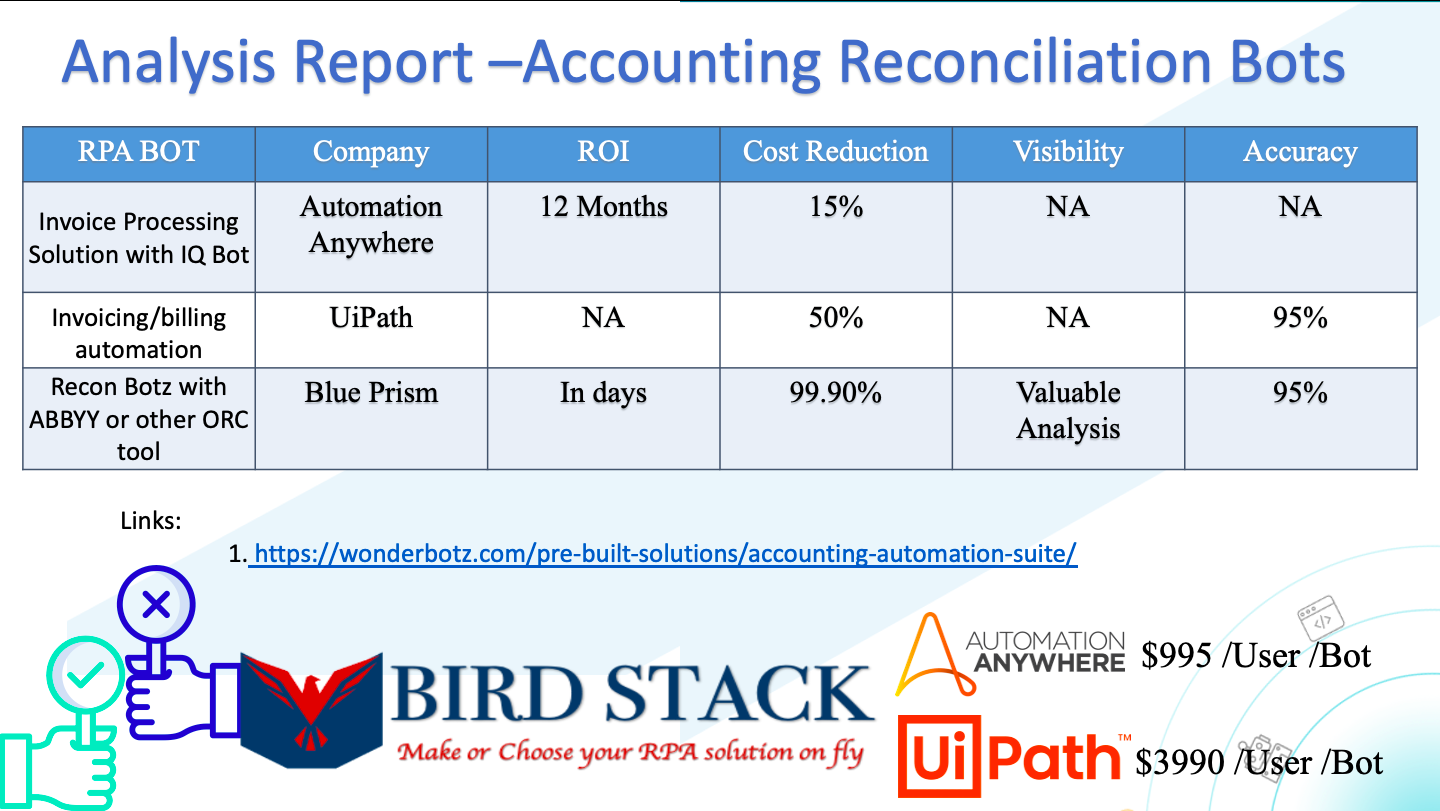 Analysis Report –Accounting Reconciliation Bots
RPA BOT Company ROI Cost Reduction Visibility Accuracy
Invoice Processing
Solution with IQ Bot
Automation
Anywhere
12 Months
15%
NA
NA
Invoicing/billing
automation
UiPath
NA
50%
NA
95%
Recon Botz with
ABBYY or other ORC
tool
Blue Prism
In days
99.90%
Valuable
Analysis
95%
Links:
1. https://wonderbotz.com/pre-built-solutions/accounting-automation-suite/
BIRD STACK
Make or Choose your RPA solution on fly
AUTOMATION
ANYWHERE
$995 /User /Bot
UiPath™
$3990 /User /Bot